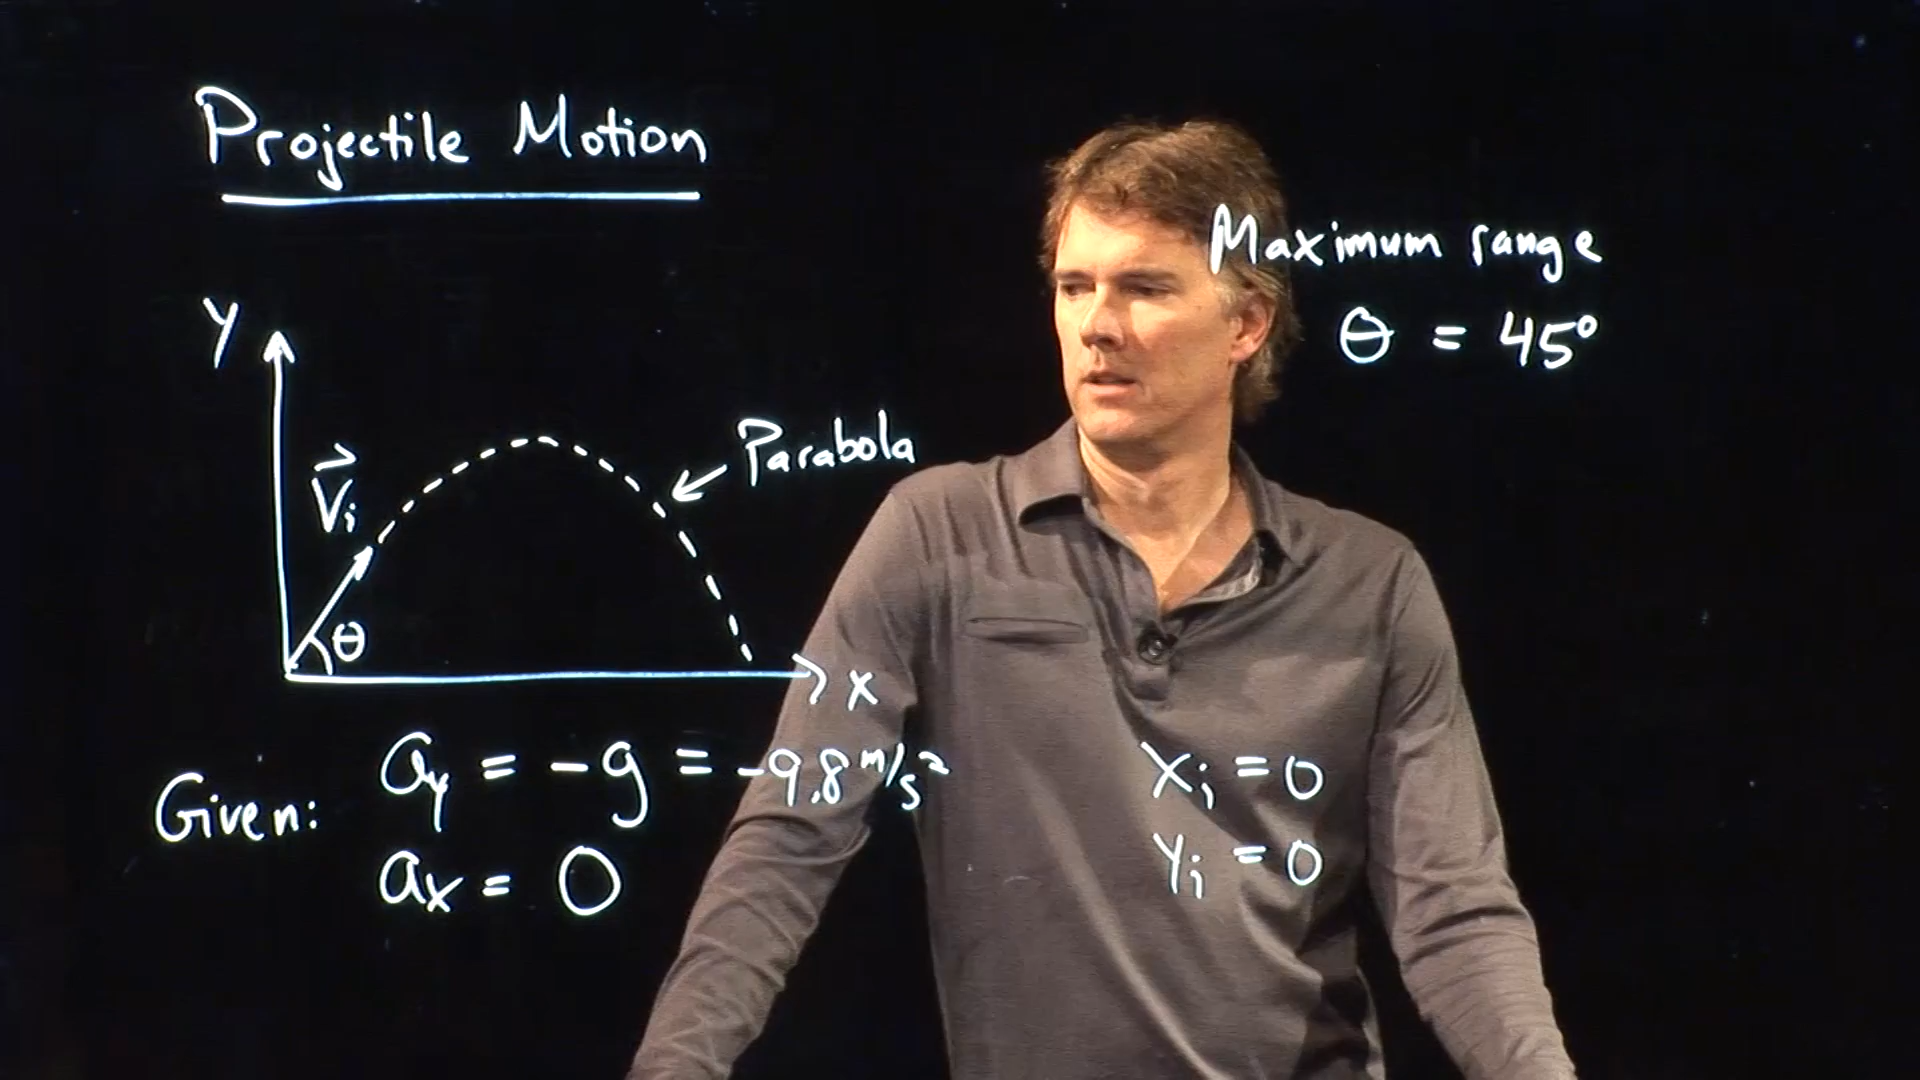 Projectile Motion
Maximum range
θ = 45°
y
Parabola
V⃗i
θ
x
Given: ay = -g = -9.8 m/s²
ax = 0
xi = 0
yi = 0